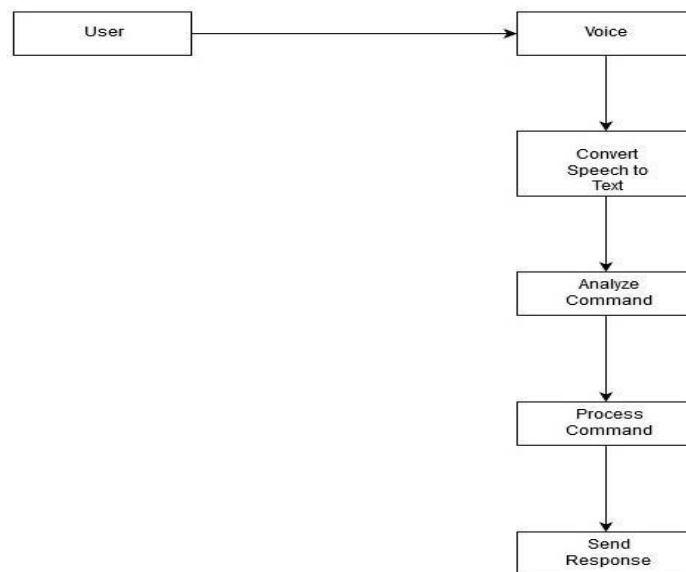 User
Voice
Convert
Speech to
Text
Analyze
Command
Process
Command
Send
Response